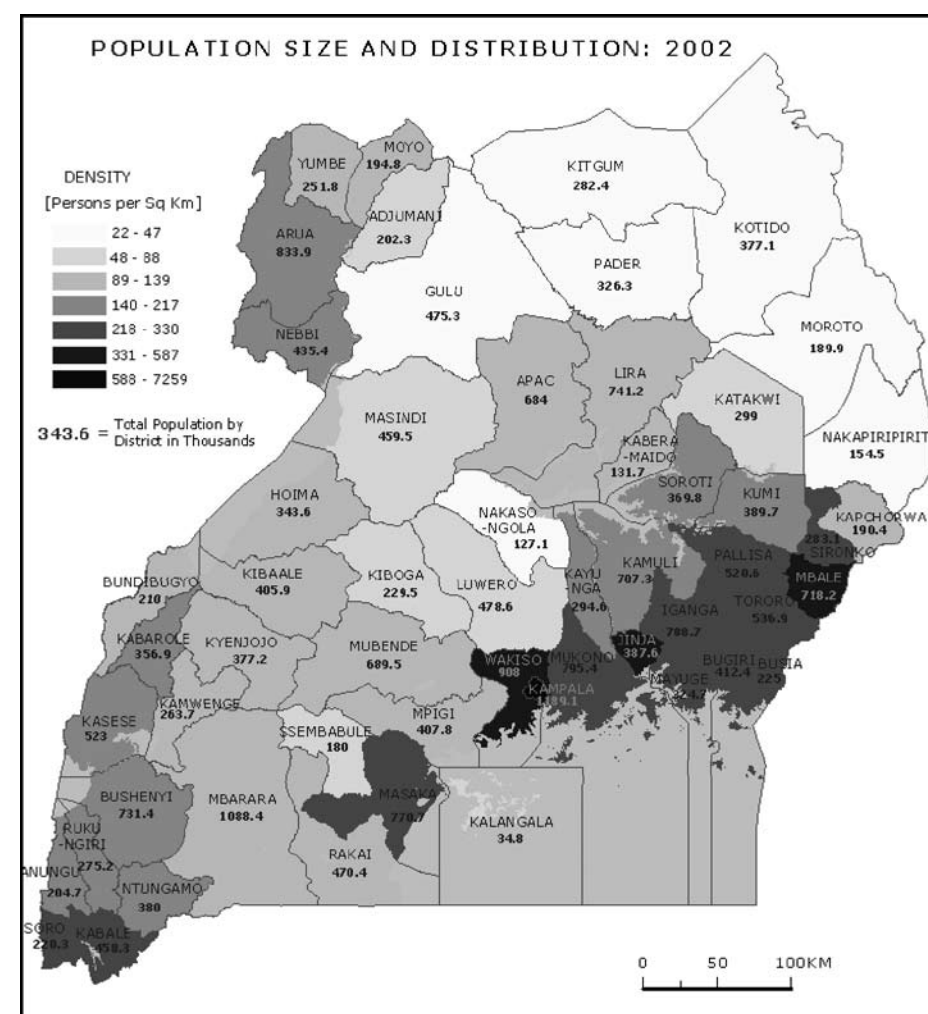 POPULATION SIZE AND DISTRIBUTION: 2002
DENSITY
[Persons per Sq Km]
22 - 47
48 - 88
89 - 139
140 - 217
218 - 330
331 - 587
588 - 7259
343.6 = Total Population by
District in Thousands
YUMBE
251.8
MOYO
194.8
ADJUMANI
202.3
ARUA
833.9
NEBBI
435.4
GULU
475.3
KITGUM
282.4
PADER
326.3
KOTIDO
377.1
MOROTO
189.9
NAKAPIRIPIRIT
154.5
APAC
684
LIRA
741.2
KATAKWI
299
MASINDI
459.5
KABERA
-MAIDO
131.7
SOROTI
369.8
KUMI
389.7
KAPCHORWA
190.4
283.1
SIRONKO
HOIMA
343.6
NAKASO
-NGOLA
127.1
KAMULI
707.3
PALLISA
520.6
MBALE
718.2
BUNDIBUGYO
210
KIBAALE
405.9
KIBOGA
229.5
LUWERO
478.6
KAYU
-NGA
294.6
IGANGA
708.7
TORORO
536.9
KABAROLE
356.9
KYENJOJO
377.2
MUBENDE
689.5
WAKISO
908
MUKONO
795.4
JINJA
387.6
BUGIRI
412.4
BUSIA
225
MAYUGE
KAMPALA
1189.1
KASESE
523
KAMWENGE
263.7
SSEMBABULE
180
MPIGI
407.8
BUSHENYI
731.4
MBARARA
1088.4
MASAKA
770.7
KALANGALA
34.8
RUKU
-NGIRI
275.2
RAKAI
470.4
ANUNGU
204.7
NTUNGAMO
380
SORO
220.3
KABALE
458.3
0 50 100KM